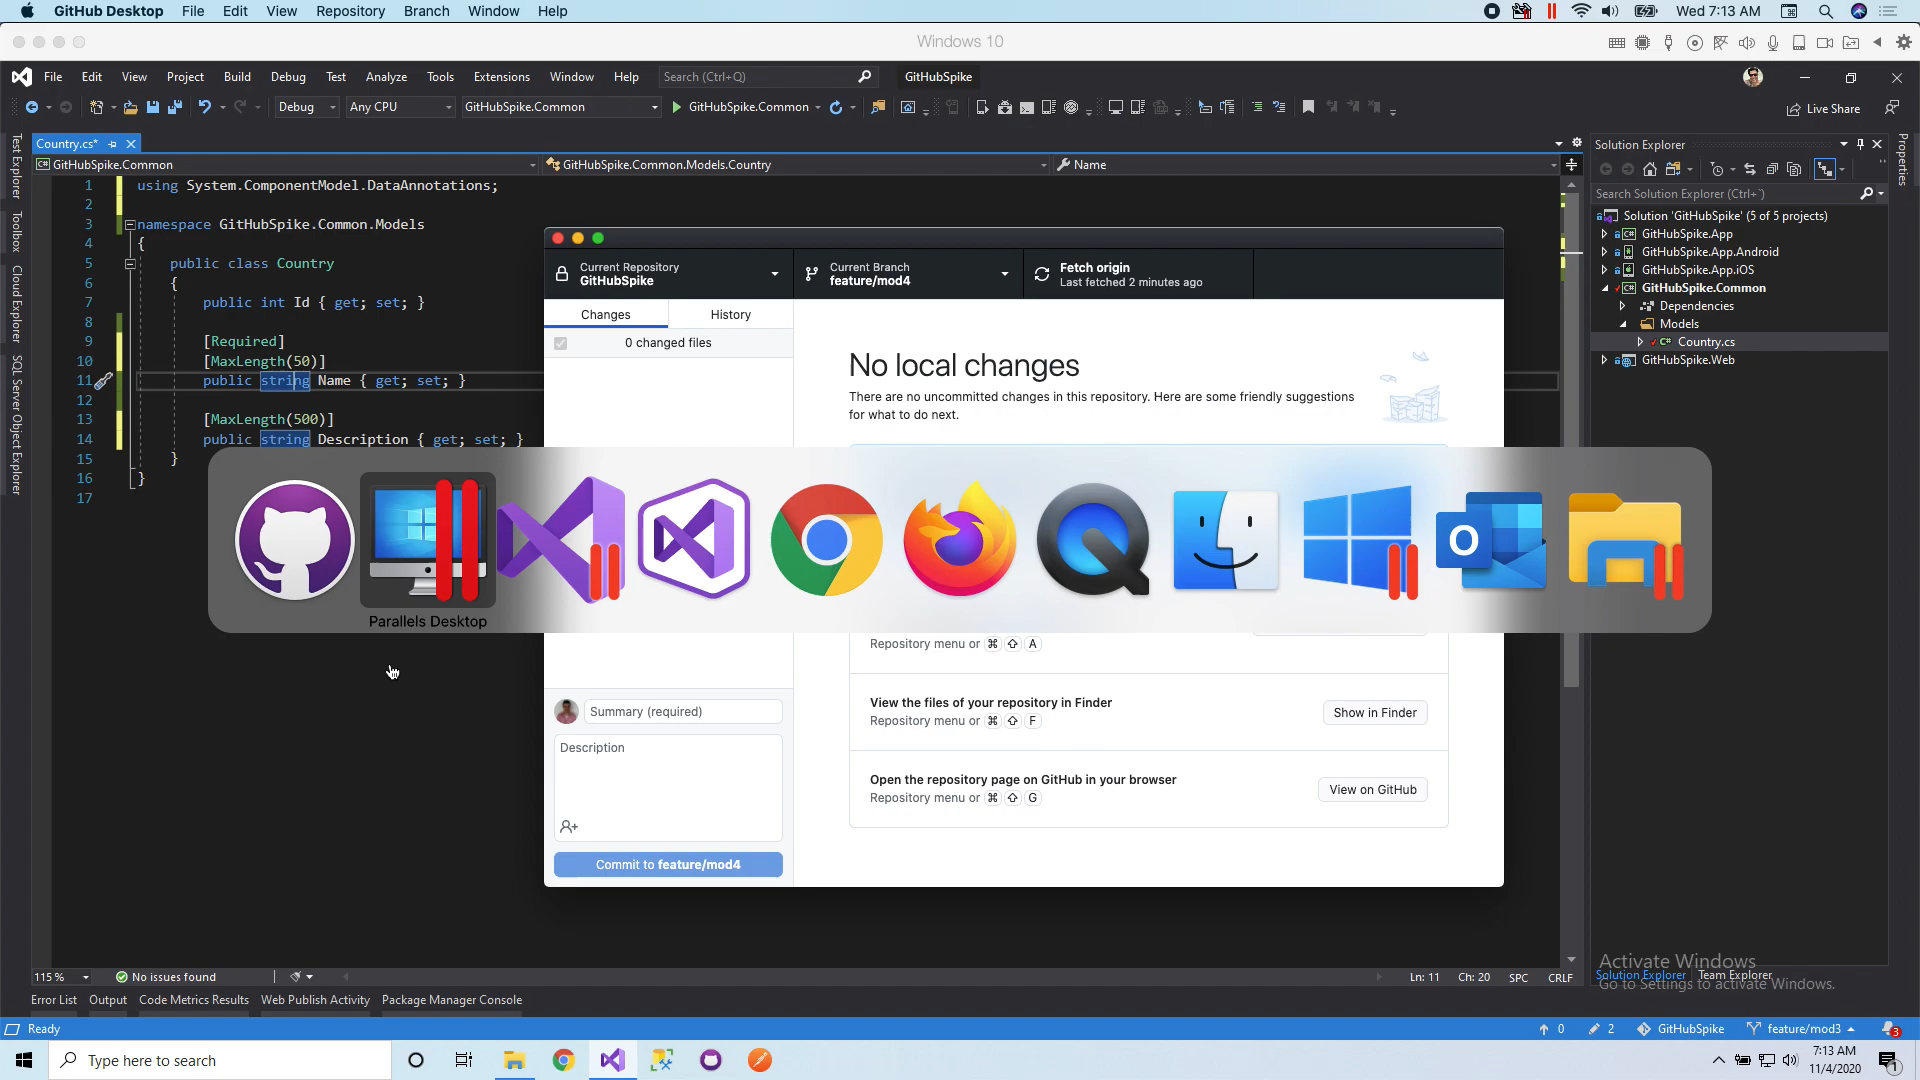 GitHub Desktop File Edit View Repository Branch Window Help Wed 7:13 AM
Windows 10
File Edit View Project Build Debug Test Analyze Tools Extensions Window Help Search (Ctrl+Q) GitHubSpike
Debug Any CPU GitHubSpike.Common GitHubSpike.Common Live Share
Country.cs*
GitHubSpike.Common GitHubSpike.Common.Models.Country Name
Test Explorer
Toolbox
Cloud Explorer
SQL Server Object Explorer
1 using System.ComponentModel.DataAnnotations;
2
3 namespace GitHubSpike.Common.Models
4 {
5 public class Country
6 {
7 public int Id { get; set; }
8
9 [Required]
10 [MaxLength(50)]
11 public string Name { get; set; }
12
13 [MaxLength(500)]
14 public string Description { get; set; }
15 }
16 }
17
Current Repository
GitHubSpike
Current Branch
feature/mod4
Fetch origin
Last fetched 2 minutes ago
Changes History
0 changed files
No local changes
There are no uncommitted changes in this repository. Here are some friendly suggestions
for what to do next.
Parallels Desktop
Repository menu or ⌘ ⇧ A
View the files of your repository in Finder
Repository menu or ⌘ ⇧ F
Show in Finder
Open the repository page on GitHub in your browser
Repository menu or ⌘ ⇧ G
View on GitHub
Summary (required)
Description
Commit to feature/mod4
Solution Explorer
Search Solution Explorer (Ctrl+`)
Solution 'GitHubSpike' (5 of 5 projects)
C# GitHubSpike.App
GitHubSpike.App.Android
GitHubSpike.App.iOS
C# GitHubSpike.Common
Dependencies
Models
C# Country.cs
GitHubSpike.Web
Properties
Activate Windows
Solution Explorer Team Explorer
Go to Settings to activate Windows.
115 % No issues found Ln: 11 Ch: 20 SPC CRLF
Error List Output Code Metrics Results Web Publish Activity Package Manager Console
Ready 0 2 GitHubSpike feature/mod3 3
Type here to search
7:13 AM
11/4/2020
1